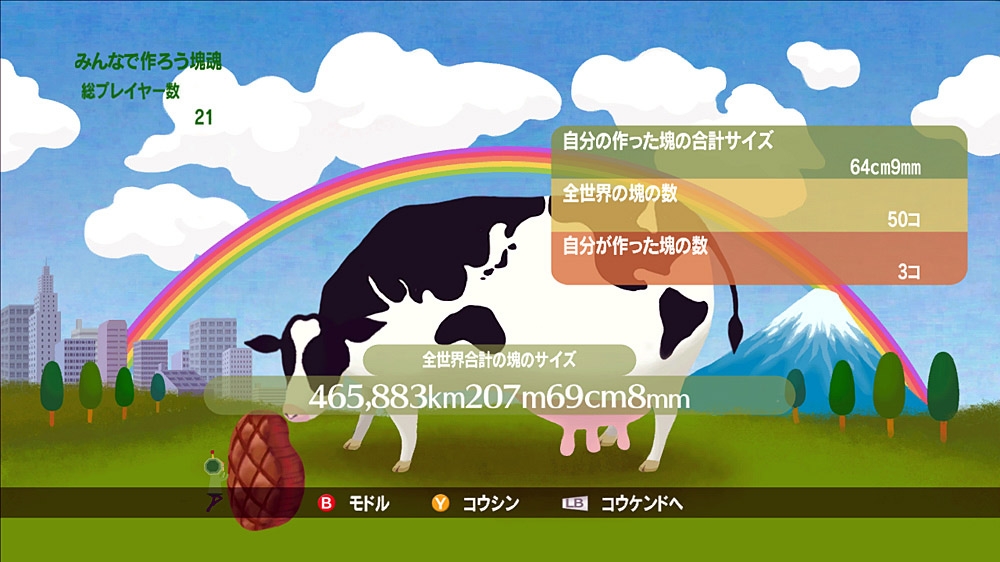 みんなで作ろう塊魂
総プレイヤー数
21
自分の作った塊の合計サイズ
64cm9mm
全世界の塊の数
50コ
自分が作った塊の数
3コ
全世界合計の塊のサイズ
465,883km207m69cm8mm
B モドル Y コウシン LB コウケンドヘ